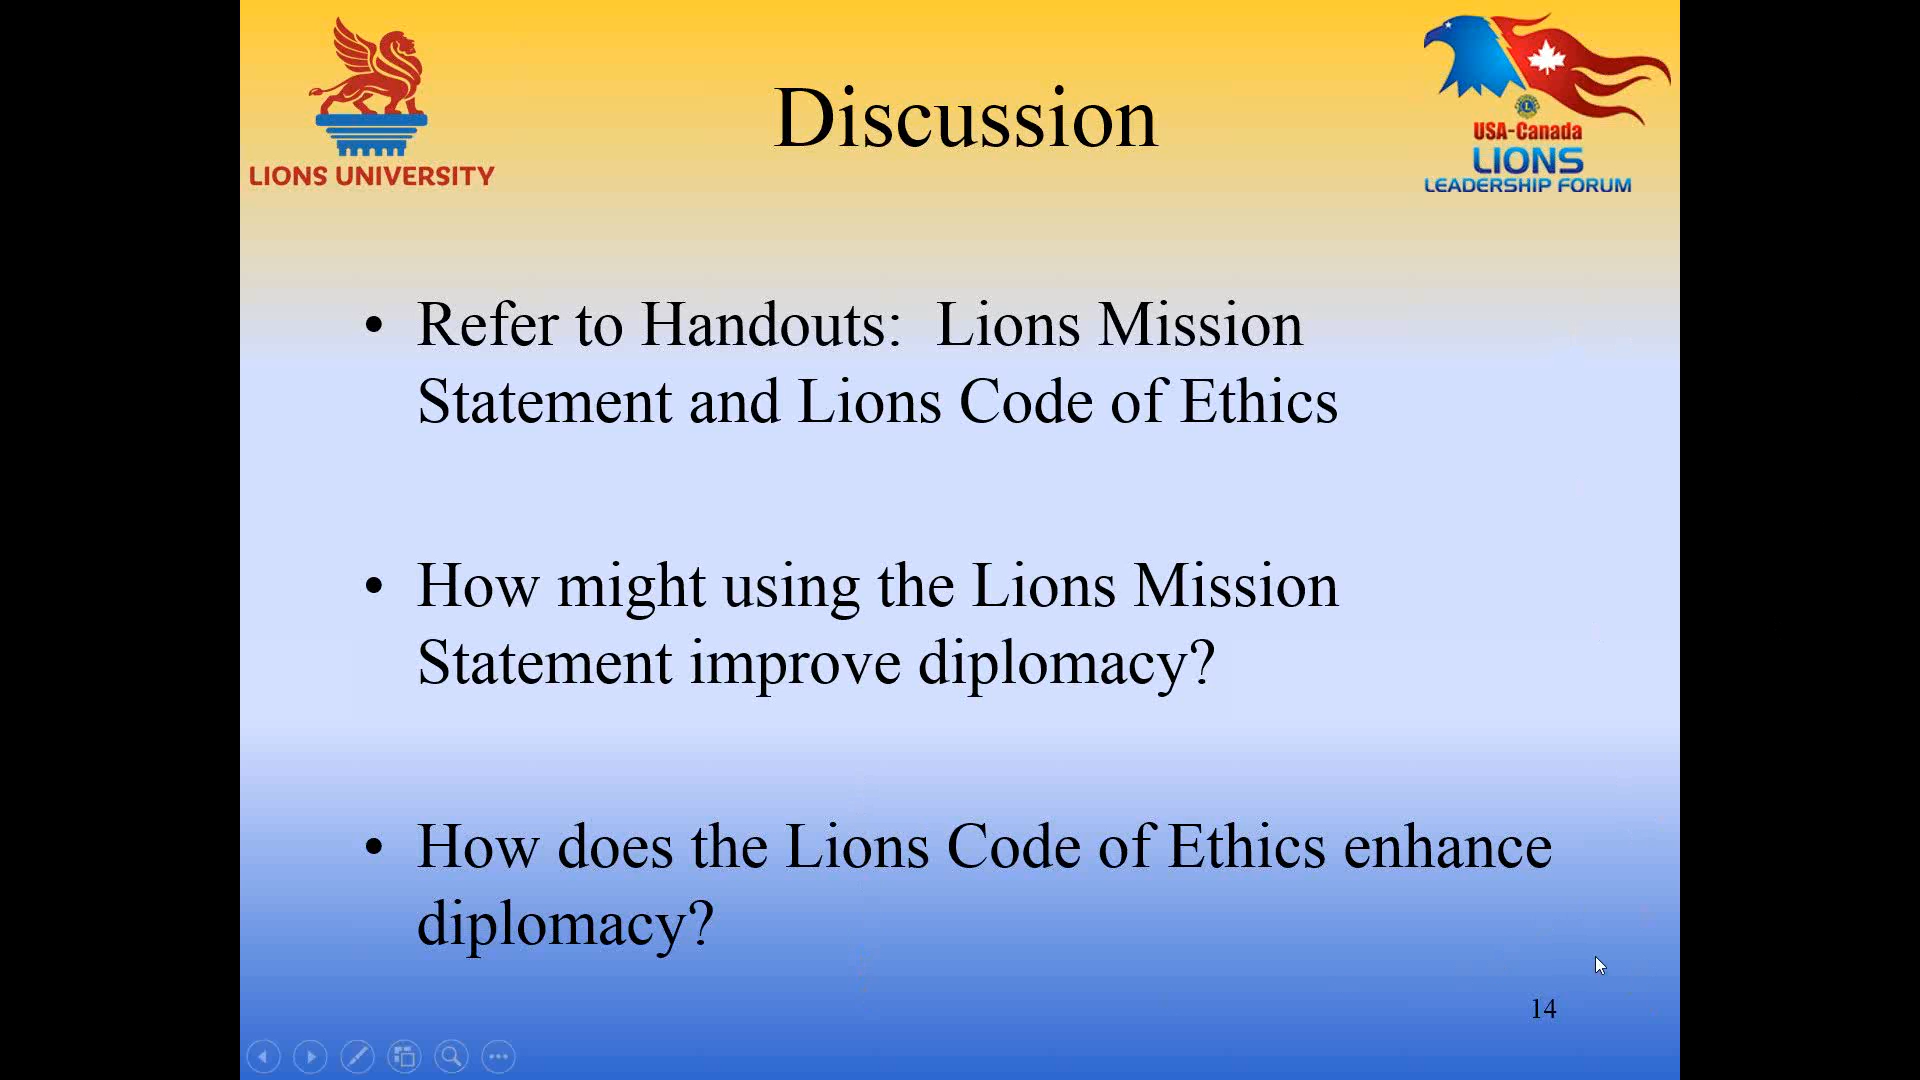 LIONS UNIVERSITY
Discussion
USA-Canada
LIONS
LEADERSHIP FORUM
• Refer to Handouts:  Lions Mission
Statement and Lions Code of Ethics
• How might using the Lions Mission
Statement improve diplomacy?
• How does the Lions Code of Ethics enhance
diplomacy?
14